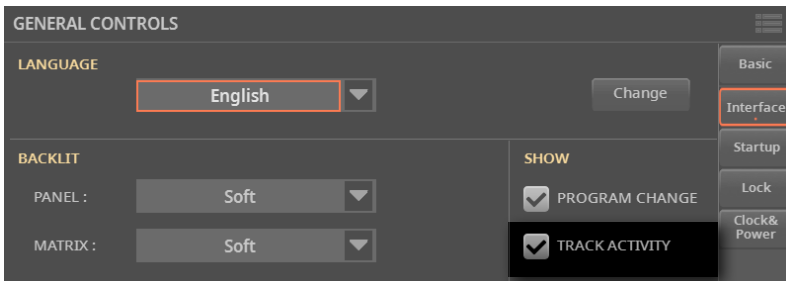 GENERAL CONTROLS
LANGUAGE
English
Change
BACKLIT
PANEL :
Soft
MATRIX :
Soft
SHOW
PROGRAM CHANGE
TRACK ACTIVITY
Basic
Interface
Startup
Lock
Clock&
Power